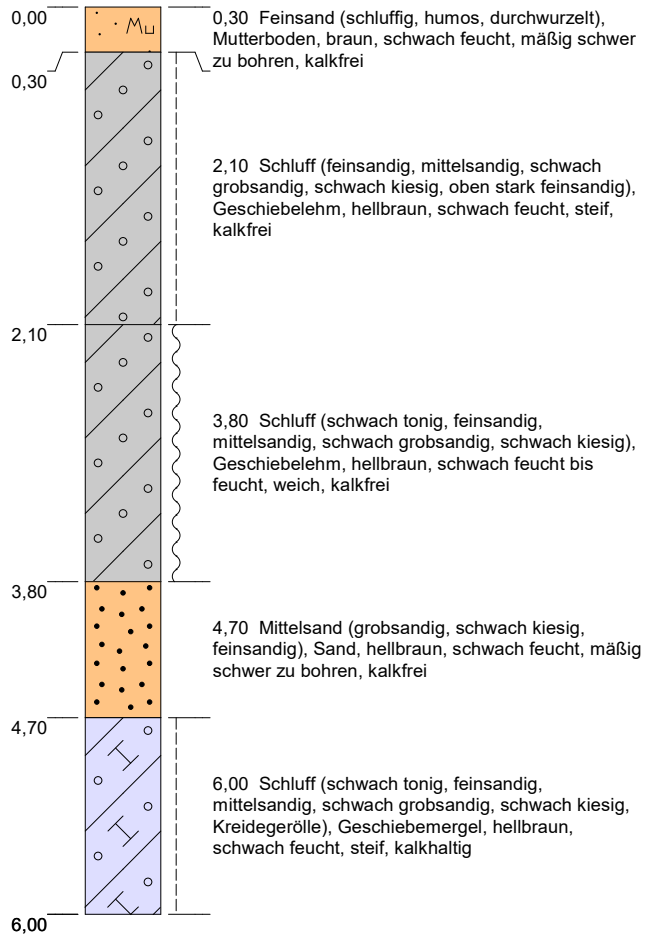 0,00
0,30 Feinsand (schluffig, humos, durchwurzelt),
Mutterboden, braun, schwach feucht, mäßig schwer
zu bohren, kalkfrei
Mu
0,30
2,10 Schluff (feinsandig, mittelsandig, schwach
grobsandig, schwach kiesig, oben stark feinsandig),
Geschiebelehm, hellbraun, schwach feucht, steif,
kalkfrei
2,10
3,80 Schluff (schwach tonig, feinsandig,
mittelsandig, schwach grobsandig, schwach kiesig),
Geschiebelehm, hellbraun, schwach feucht bis
feucht, weich, kalkfrei
3,80
4,70 Mittelsand (grobsandig, schwach kiesig,
feinsandig), Sand, hellbraun, schwach feucht, mäßig
schwer zu bohren, kalkfrei
4,70
6,00 Schluff (schwach tonig, feinsandig,
mittelsandig, schwach grobsandig, schwach kiesig,
Kreidegerölle), Geschiebemergel, hellbraun,
schwach feucht, steif, kalkhaltig
6,00